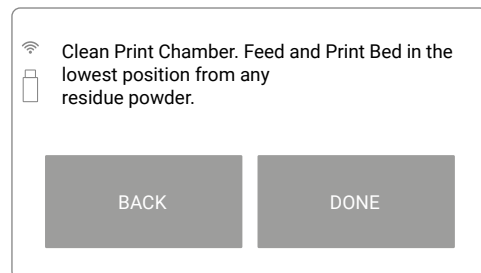 Clean Print Chamber. Feed and Print Bed in the
lowest position from any
residue powder.
BACK
DONE